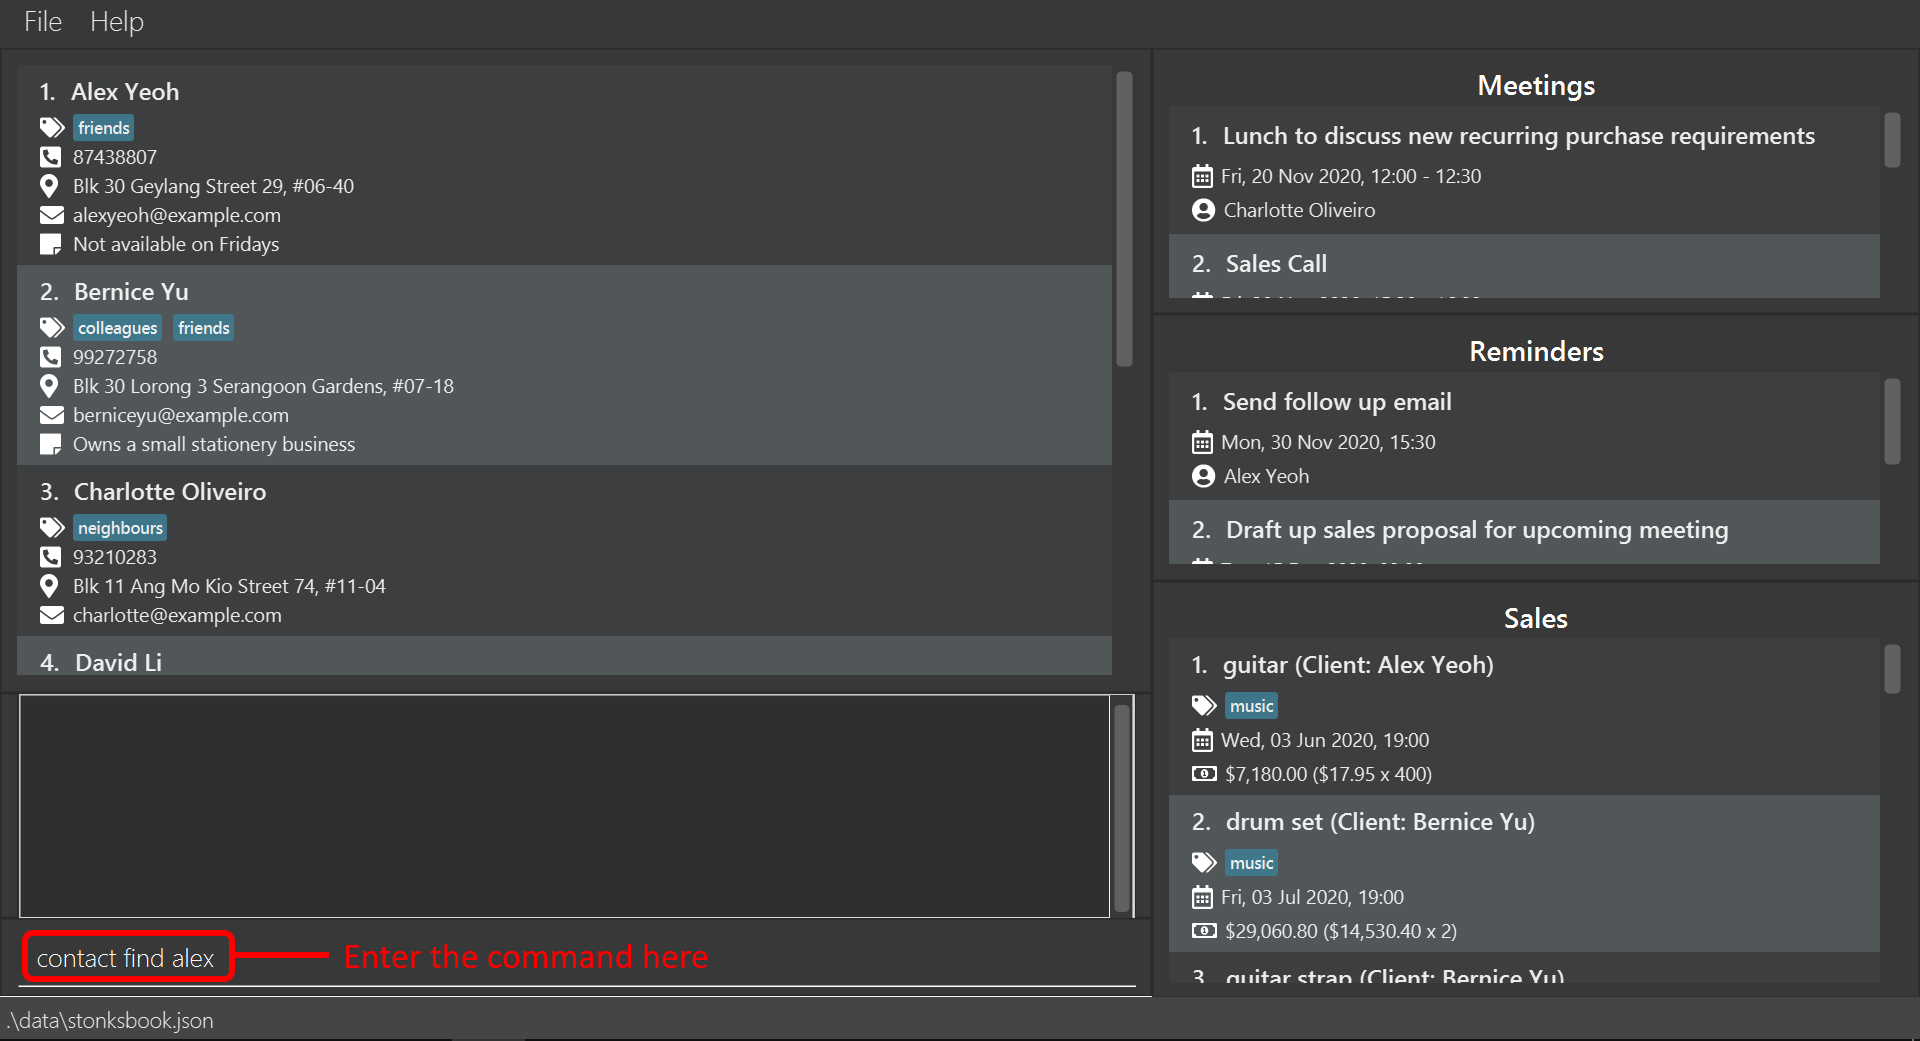 File Help
1. Alex Yeoh
friends
87438807
Blk 30 Geylang Street 29, #06-40
alexyeoh@example.com
Not available on Fridays
2. Bernice Yu
colleagues friends
99272758
Blk 30 Lorong 3 Serangoon Gardens, #07-18
berniceyu@example.com
Owns a small stationery business
3. Charlotte Oliveiro
neighbours
93210283
Blk 11 Ang Mo Kio Street 74, #11-04
charlotte@example.com
4. David Li
contact find alex
Enter the command here
Meetings
1. Lunch to discuss new recurring purchase requirements
Fri, 20 Nov 2020, 12:00 - 12:30
Charlotte Oliveiro
2. Sales Call
Reminders
1. Send follow up email
Mon, 30 Nov 2020, 15:30
Alex Yeoh
2. Draft up sales proposal for upcoming meeting
Sales
1. guitar (Client: Alex Yeoh)
music
Wed, 03 Jun 2020, 19:00
$7,180.00 ($17.95 x 400)
2. drum set (Client: Bernice Yu)
music
Fri, 03 Jul 2020, 19:00
$29,060.80 ($14,530.40 x 2)
3. guitar strap (Client: Bernice Yu)
.\data\stonksbook.json